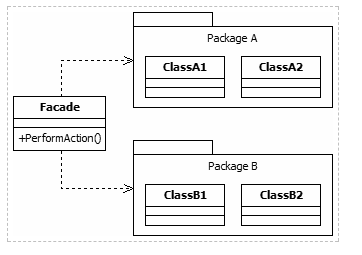 Package A
ClassA1
ClassA2
Facade
+PerformAction()
Package B
ClassB1
ClassB2